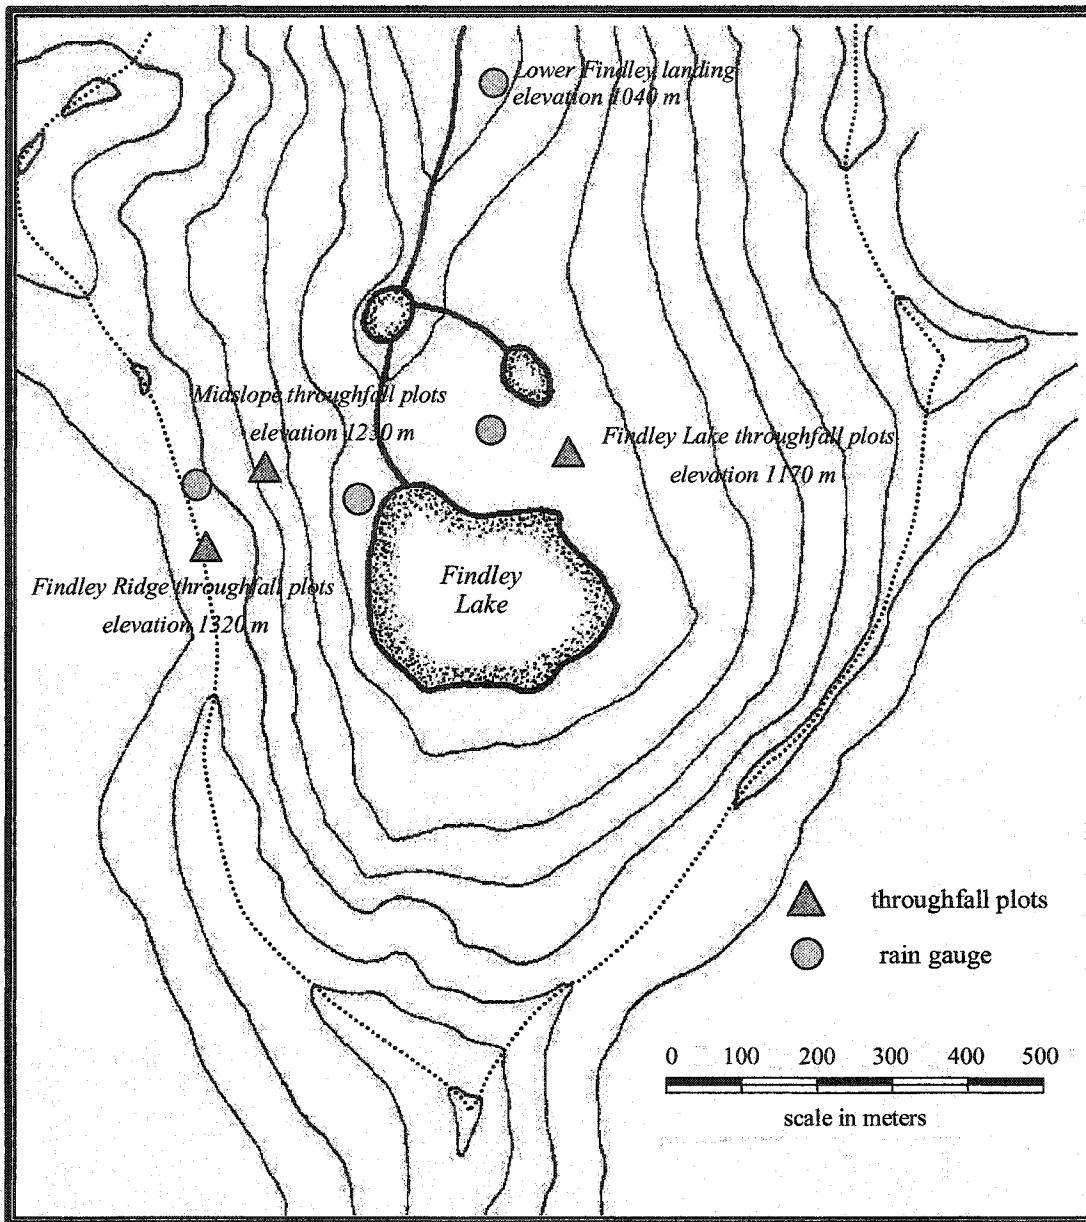 Lower Findley landing
elevation 1040 m
Midslope throughfall plots
elevation 1230 m
Findley Lake throughfall plots
elevation 1170 m
Findley
Lake
Findley Ridge throughfall plots
elevation 1320 m
throughfall plots
rain gauge
0 100 200 300 400 500
scale in meters